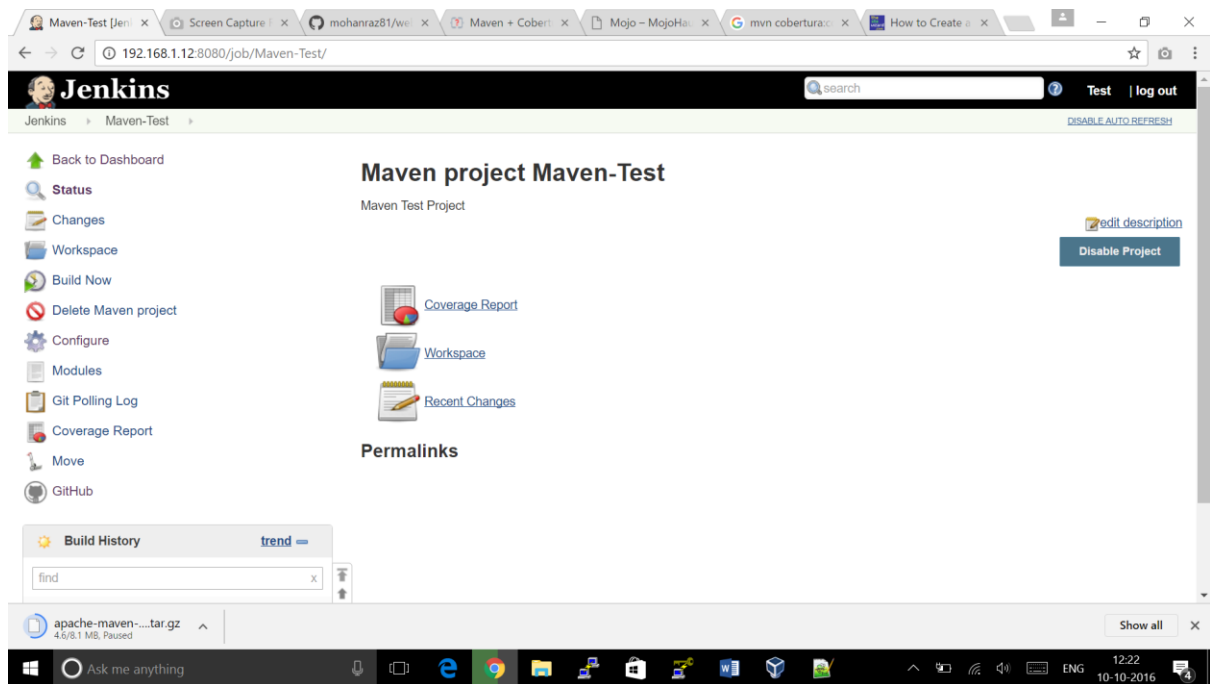 Maven-Test [Jen
Screen Capture
mohanraz81/we
Maven + Cobert
Mojo – MojoHau
mvn cobertura:c
How to Create a
192.168.1.12:8080/job/Maven-Test/
Jenkins
search
Test | log out
Jenkins Maven-Test
DISABLE AUTO REFRESH
Back to Dashboard
Status
Changes
Workspace
Build Now
Delete Maven project
Configure
Modules
Git Polling Log
Coverage Report
Move
GitHub
Maven project Maven-Test
Maven Test Project
edit description
Disable Project
Coverage Report
Workspace
Recent Changes
Permalinks
Build History trend
find x
apache-maven-....tar.gz
4.6/8.1 MB, Paused
Show all
Ask me anything
ENG
12:22
10-10-2016
4